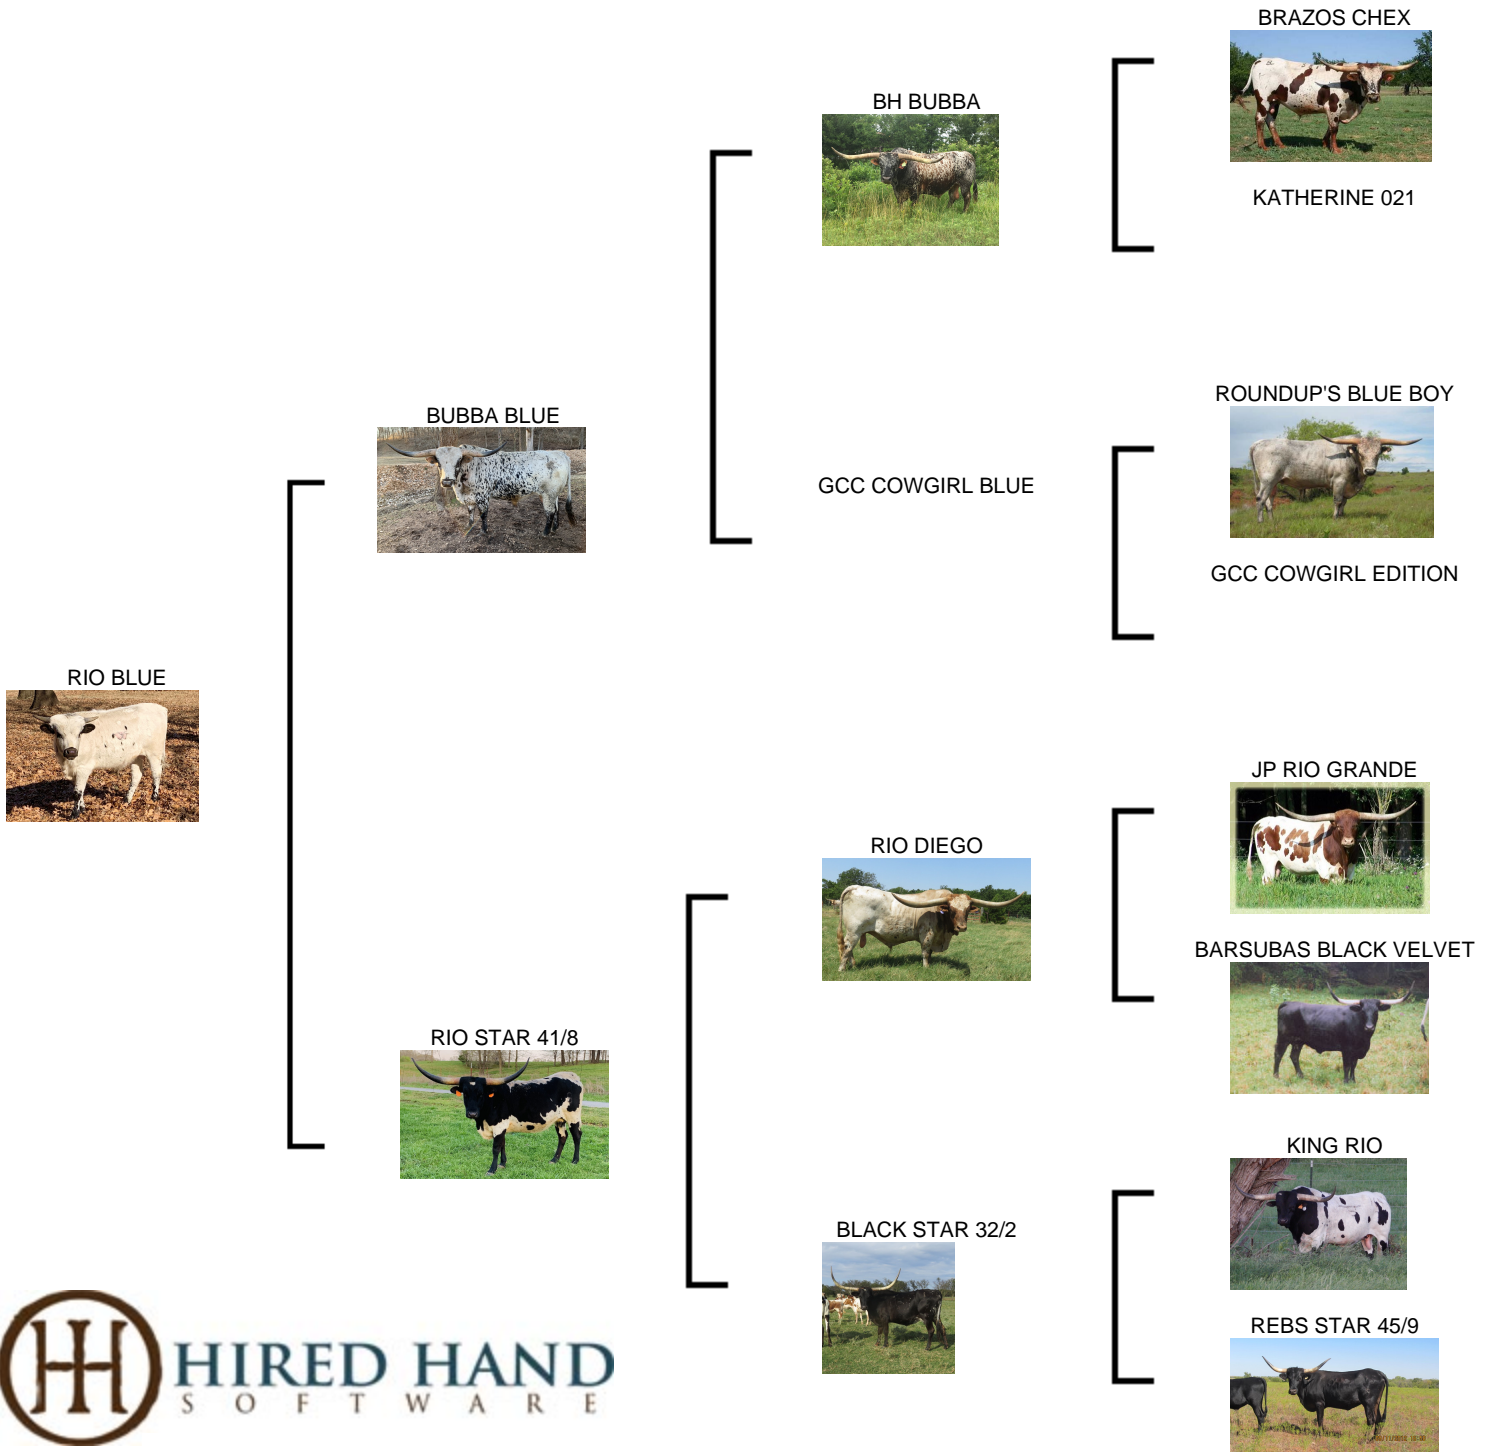 BRAZOS CHEX
BH BUBBA
KATHERINE 021
ROUNDUP'S BLUE BOY
BUBBA BLUE
GCC COWGIRL BLUE
GCC COWGIRL EDITION
RIO BLUE
JP RIO GRANDE
RIO DIEGO
BARSUBAS BLACK VELVET
RIO STAR 41/8
KING RIO
BLACK STAR 32/2
REBS STAR 45/9
HIRED HAND
SOFTWARE